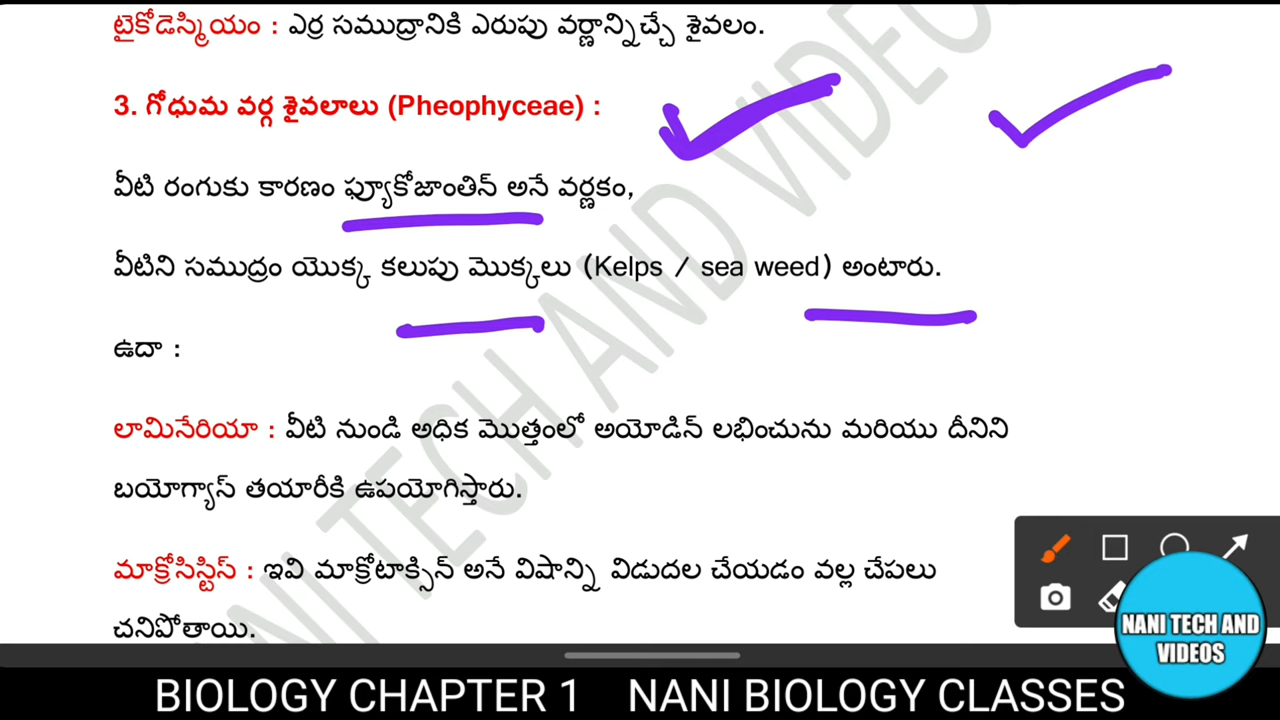 టైకోడెస్మియం : ఎర్ర సముద్రానికి ఎరుపు వర్ణాన్నిచ్చే శైవలం.
3. గోధుమ వర్గ శైవలాలు (Pheophyceae) :
వీటి రంగుకు కారణం ఫ్యూకోజాంతిన్ అనే వర్ణకం,
వీటిని సముద్రం యొక్క కలుపు మొక్కలు (Kelps / sea weed) అంటారు.
ఉదా :
లామినేరియా : వీటి నుండి అధిక మొత్తంలో అయోడిన్ లభించును మరియు దీనిని
బయోగ్యాస్ తయారీకి ఉపయోగిస్తారు.
మాక్రోసిస్టిస్ : ఇవి మాక్రోటాక్సిన్ అనే విషాన్ని విడుదల చేయడం వల్ల చేపలు
చనిపోతాయి.
NI TECH AND VIDEO
NANI TECH AND
VIDEOS
BIOLOGY CHAPTER 1 NANI BIOLOGY CLASSES